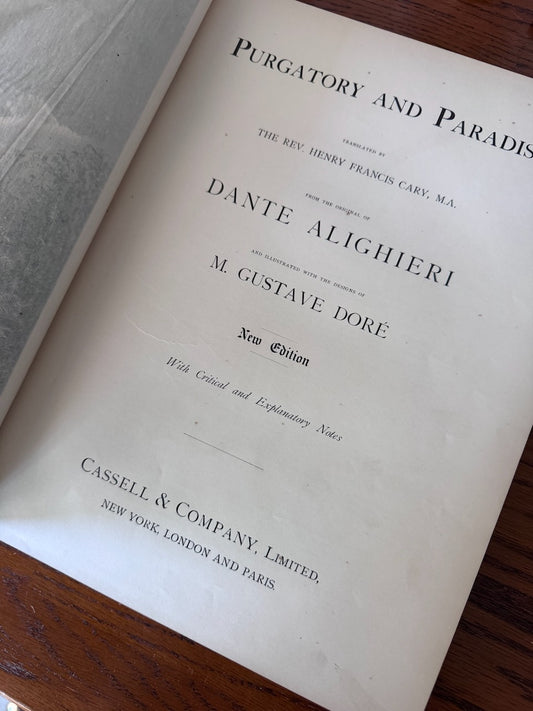 PURGATORY AND PARADIS
TRANSLATED BY
THE REV. HENRY FRANCIS CARY, M.A.
FROM THE ORIGINAL OF
DANTE ALIGHIERI
AND ILLUSTRATED WITH THE DESIGNS OF
M. GUSTAVE DORÉ
New Edition
With Critical and Explanatory Notes
CASSELL & COMPANY, LIMITED,
NEW YORK, LONDON AND PARIS.